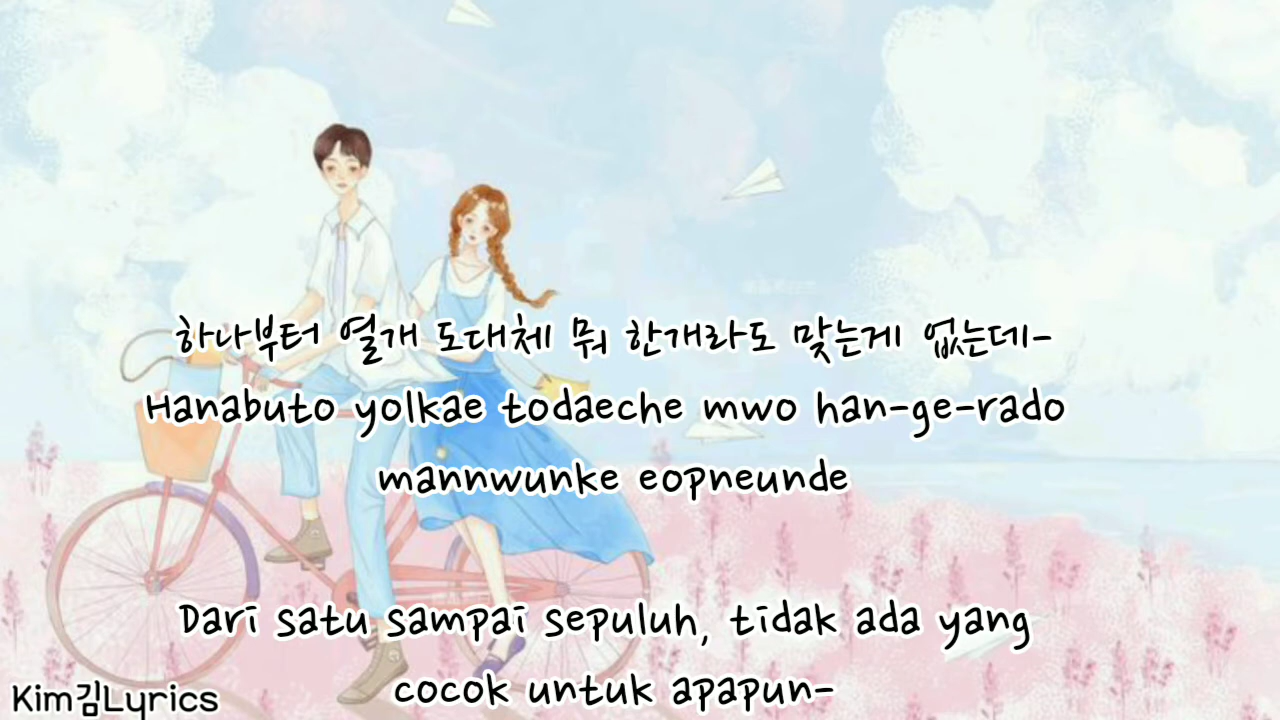 하나부터 열개 도대체 뭐 한개라도 맞는게 없는데-
Hanabuto yolkae todaeche mwo han-ge-rado
mannwunke eopneunde
Dari satu sampai sepuluh, tidak ada yang
cocok untuk apapun-
Kim김Lyrics